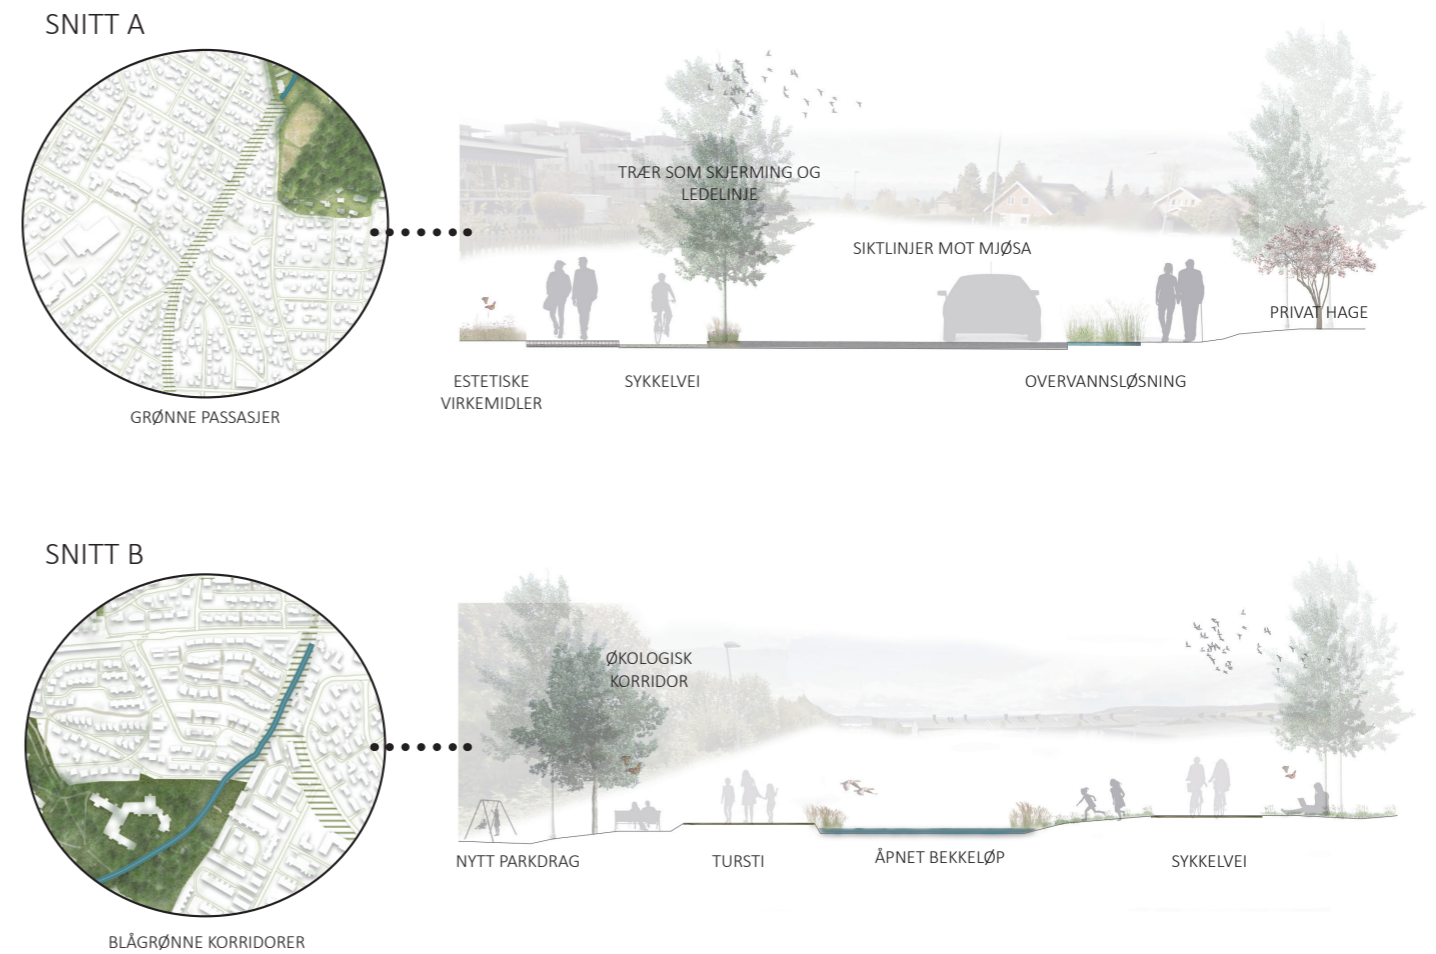 SNITT A
TRÆR SOM SKJERMING OG
LEDELINJE
SIKTLINJER MOT MJØSA
PRIVAT HAGE
ESTETISKE
VIRKEMIDLER
SYKKELVEI
OVERVANNSLØSNING
GRØNNE PASSASJER
SNITT B
ØKOLOGISK
KORRIDOR
NYTT PARKDRAG
TURSTI
ÅPNET BEKKELØP
SYKKELVEI
BLÅGRØNNE KORRIDORER